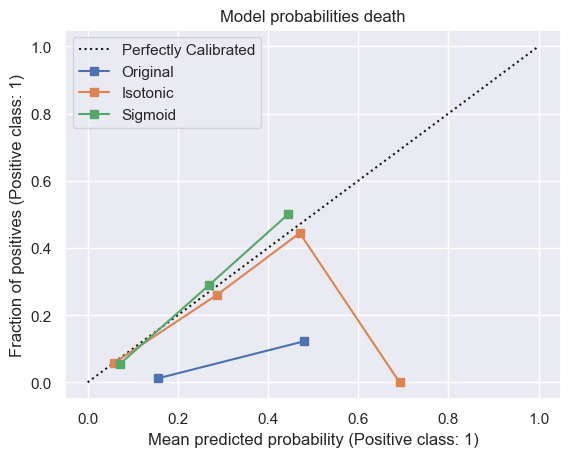 Model probabilities death
1.0
0.8
0.6
0.4
0.2
0.0
Fraction of positives (Positive class: 1)
Perfectly Calibrated
Original
Isotonic
Sigmoid
0.0 0.2 0.4 0.6 0.8 1.0
Mean predicted probability (Positive class: 1)